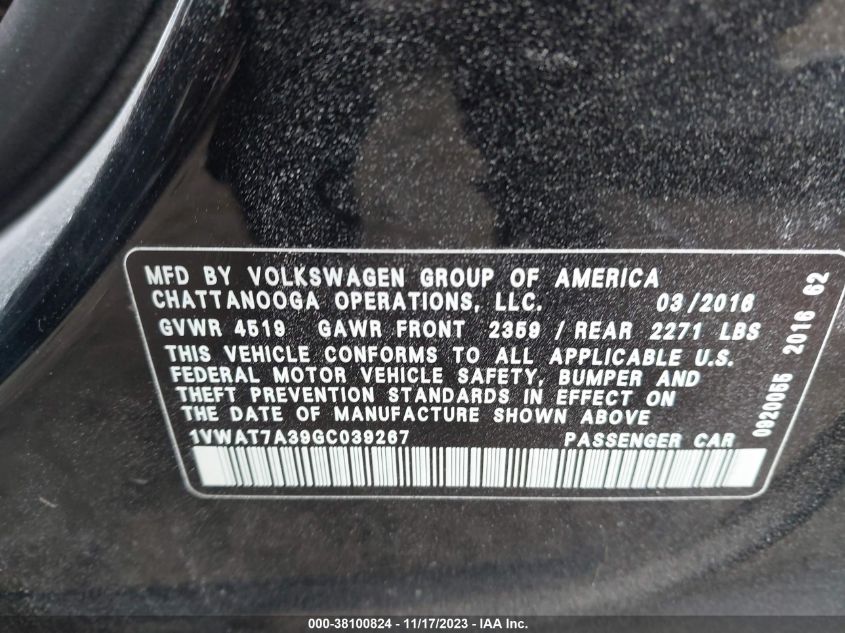 MFD BY VOLKSWAGEN GROUP OF AMERICA
CHATTANOOGA OPERATIONS, LLC. 03/2016
GVWR 4519 GAWR FRONT 2359 / REAR 2271 LBS
THIS VEHICLE CONFORMS TO ALL APPLICABLE U.S.
FEDERAL MOTOR VEHICLE SAFETY, BUMPER AND
THEFT PREVENTION STANDARDS IN EFFECT ON
THE DATE OF MANUFACTURE SHOWN ABOVE
1VWAT7A39GC039267 PASSENGER CAR
0920055 2016 62
000-38100824 - 11/17/2023 - IAA Inc.